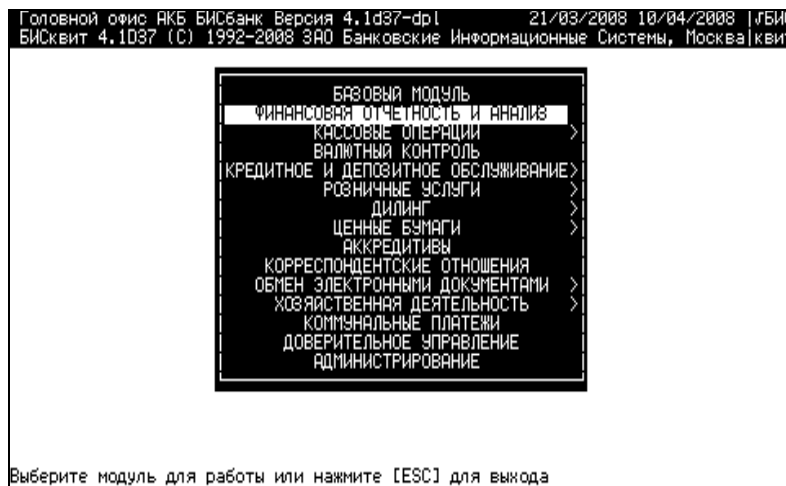 Головной офис АКБ БИСбанк Версия 4.1d37-dpl 21/03/2008 10/04/2008
БИСквит 4.1D37 (C) 1992-2008 ЗАО Банковские Информационные Системы, Москва|кви
БАЗОВЫЙ МОДУЛЬ
ФИНАНСОВАЯ ОТЧЕТНОСТЬ И АНАЛИЗ
КАССОВЫЕ ОПЕРАЦИИ >
ВАЛЮТНЫЙ КОНТРОЛЬ
КРЕДИТНОЕ И ДЕПОЗИТНОЕ ОБСЛУЖИВАНИЕ>
РОЗНИЧНЫЕ УСЛУГИ >
ДИЛИНГ >
ЦЕННЫЕ БУМАГИ >
АККРЕДИТИВЫ
КОРРЕСПОНДЕНТСКИЕ ОТНОШЕНИЯ
ОБМЕН ЭЛЕКТРОННЫМИ ДОКУМЕНТАМИ >
ХОЗЯЙСТВЕННАЯ ДЕЯТЕЛЬНОСТЬ >
КОММУНАЛЬНЫЕ ПЛАТЕЖИ
ДОВЕРИТЕЛЬНОЕ УПРАВЛЕНИЕ
АДМИНИСТРИРОВАНИЕ
Выберите модуль для работы или нажмите [ESC] для выхода